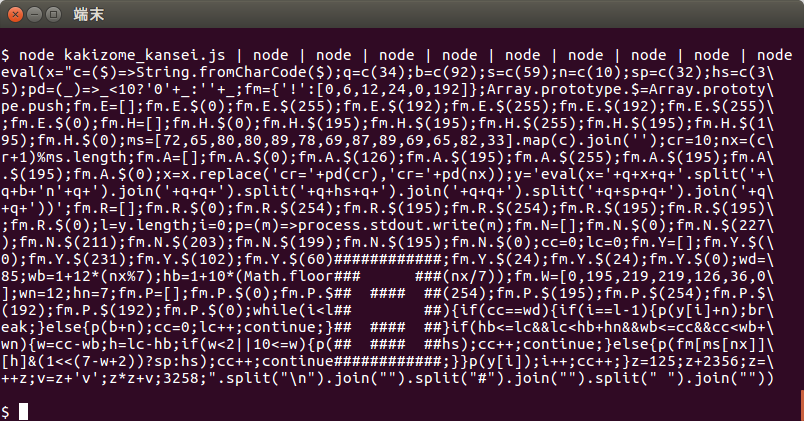 端末
$ node kakizome_kansei.js | node | node | node | node | node | node | node | node
eval(x="c=($)=>String.fromCharCode($);q=c(34);b=c(92);s=c(59);n=c(10);sp=c(32);hs=c(3\
5);pd=(_)=>_<10?'0'+_:''+_;fm={'!':[0,6,12,24,0,192]};Array.prototype.$=Array.prototy\
pe.push;fm.E=[];fm.E.$(0);fm.E.$(255);fm.E.$(192);fm.E.$(255);fm.E.$(192);fm.E.$(255)\
;fm.E.$(0);fm.H=[];fm.H.$(0);fm.H.$(195);fm.H.$(195);fm.H.$(255);fm.H.$(195);fm.H.$(1\
95);fm.H.$(0);ms=[72,65,80,80,89,78,69,87,89,69,65,82,33].map(c).join('');cr=10;nx=(c\
r+1)%ms.length;fm.A=[];fm.A.$(0);fm.A.$(126);fm.A.$(195);fm.A.$(255);fm.A.$(195);fm.A\
.$(195);fm.A.$(0);x=x.replace('cr='+pd(cr),'cr='+pd(nx));y='eval(x='+q+x+q+'.split('+\
q+b+'n'+q+').join('+q+q+').split('+q+hs+q+').join('+q+q+').split('+q+sp+q+').join('+q\
+q+'))';fm.R=[];fm.R.$(0);fm.R.$(254);fm.R.$(195);fm.R.$(254);fm.R.$(195);fm.R.$(195)\
;fm.R.$(0);l=y.length;i=0;p=(m)=>process.stdout.write(m);fm.N=[];fm.N.$(0);fm.N.$(227\
);fm.N.$(211);fm.N.$(203);fm.N.$(199);fm.N.$(195);fm.N.$(0);cc=0;lc=0;fm.Y=[];fm.Y.$(\
0);fm.Y.$(231);fm.Y.$(102);fm.Y.$(60)############;fm.Y.$(24);fm.Y.$(24);fm.Y.$(0);wd=\
85;wb=1+12*(nx%7);hb=1+10*(Math.floor###      ###(nx/7));fm.W=[0,195,219,219,126,36,0\
];wn=12;hn=7;fm.P=[];fm.P.$(0);fm.P.$##  ####  ##(254);fm.P.$(195);fm.P.$(254);fm.P.$\
(192);fm.P.$(192);fm.P.$(0);while(i<l##        ##){if(cc==wd){if(i==l-1){p(y[i]+n);br\
eak;}else{p(b+n);cc=0;lc++;continue;}##  ####  ##}if(hb<=lc&&lc<hb+hn&&wb<=cc&&cc<wb+\
wn){w=cc-wb;h=lc-hb;if(w<2||10<=w){p(##  ####  ##hs);cc++;continue;}else{p(fm[ms[nx]]\
[h]&(1<<(7-w+2))?sp:hs);cc++;continue############;}}p(y[i]);i++;cc++;}z=125;z+2356;z=\
++z;v=z+'v';z*z+v;3258;".split("\n").join("").split("#").join("").split(" ").join(""))
$